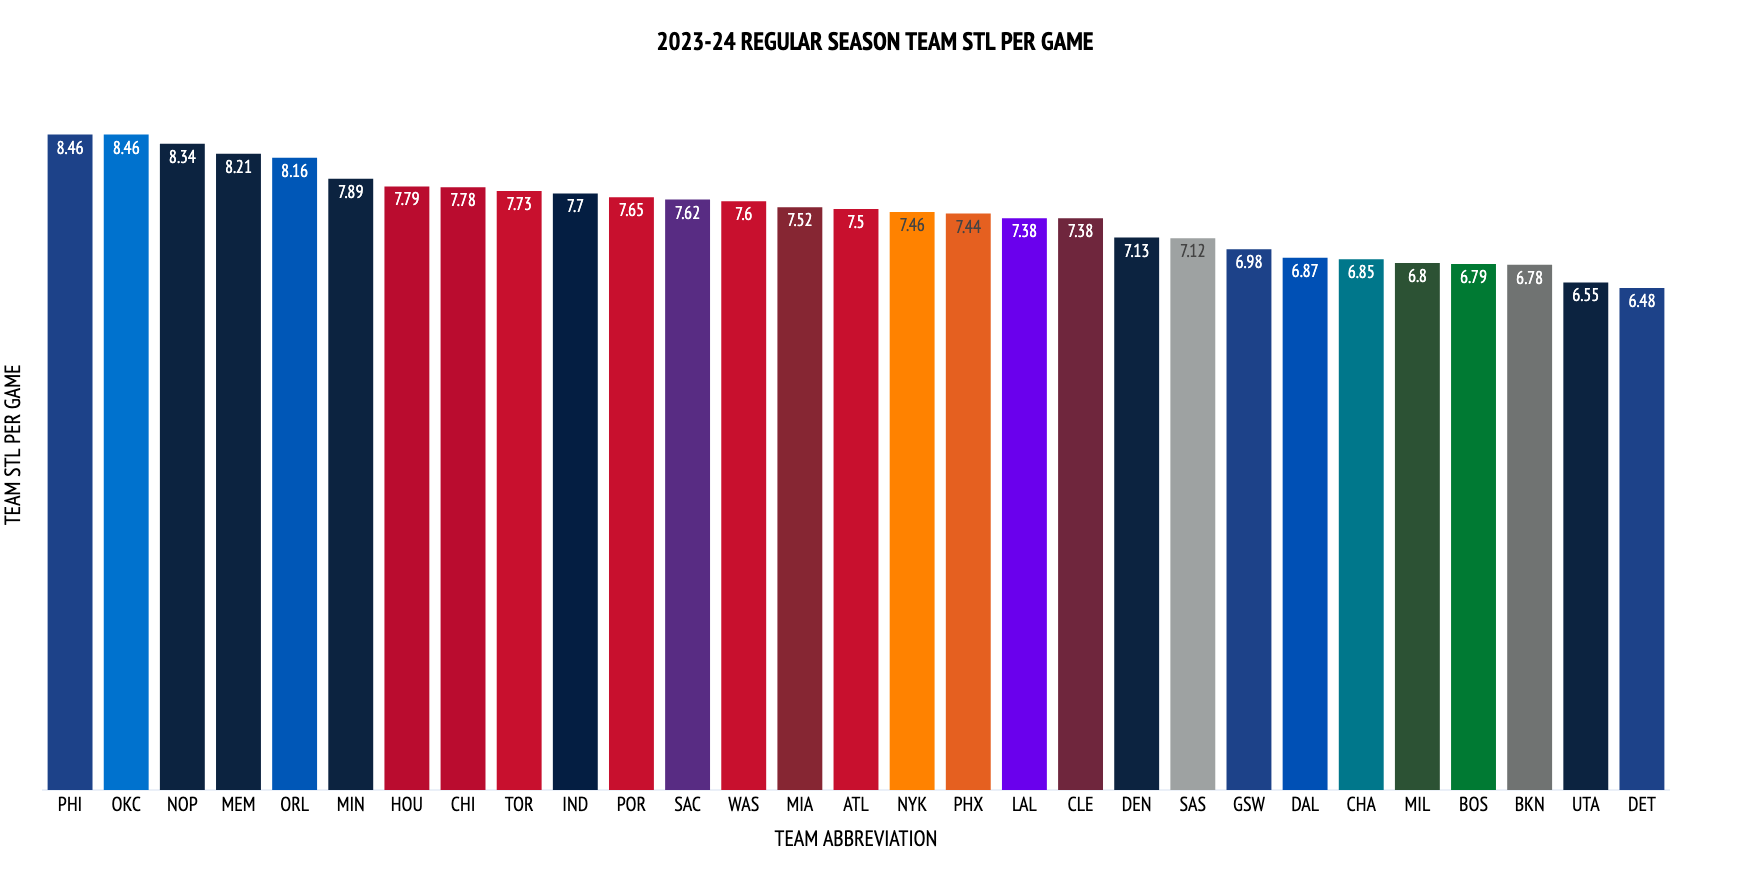 2023-24 REGULAR SEASON TEAM STL PER GAME
8.46 8.46 8.34 8.21 8.16 7.89 7.79 7.78 7.73 7.7 7.65 7.62 7.6 7.52 7.5 7.46 7.44 7.38 7.38 7.13 7.12 6.98 6.87 6.85 6.8 6.79 6.78 6.55 6.48
TEAM STL PER GAME
PHI OKC NOP MEM ORL MIN HOU CHI TOR IND POR SAC WAS MIA ATL NYK PHX LAL CLE DEN SAS GSW DAL CHA MIL BOS BKN UTA DET
TEAM ABBREVIATION